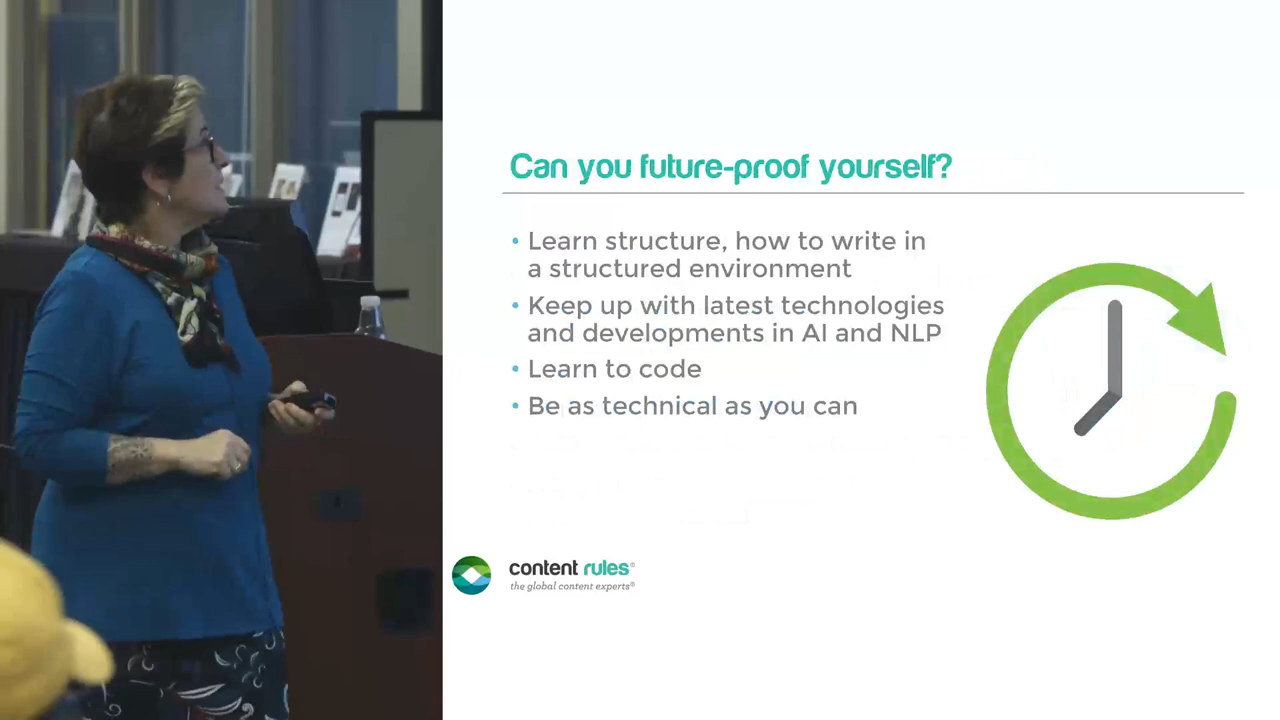 Can you future-proof yourself?
• Learn structure, how to write in
a structured environment
• Keep up with latest technologies
and developments in AI and NLP
• Learn to code
• Be as technical as you can
content rules®
the global content experts®